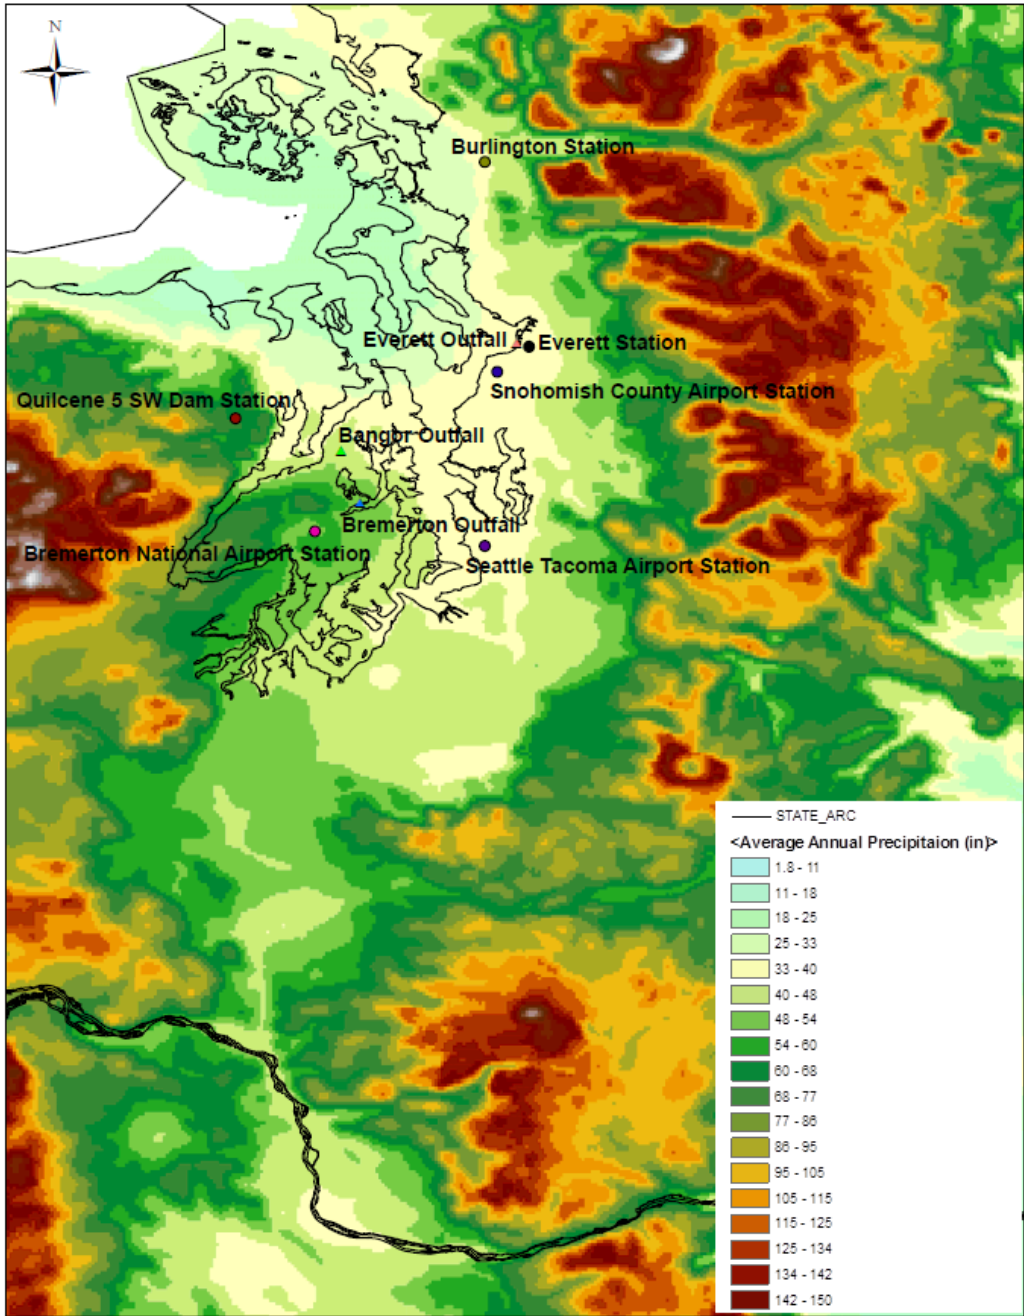 N
Burlington Station
Everett Outfall
Everett Station
Snohomish County Airport Station
Quilcene 5 SW Dam Station
Bangor Outfall
Bremerton Outfall
Bremerton National Airport Station
Seattle Tacoma Airport Station
STATE_ARC
<Average Annual Precipitaion (in)>
1.8 - 11
11 - 18
18 - 25
25 - 33
33 - 40
40 - 48
48 - 54
54 - 60
60 - 68
68 - 77
77 - 86
86 - 95
95 - 105
105 - 115
115 - 125
125 - 134
134 - 142
142 - 150